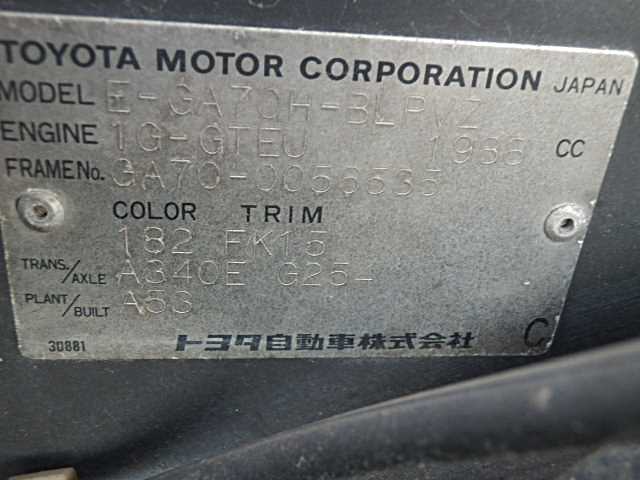 TOYOTA MOTOR CORPORATION JAPAN
MODEL E-GA70H-BLPVZ
ENGINE 1G-GTEU 1988 CC
FRAME No. GA70-0056535
COLOR TRIM
182 FK15
TRANS./AXLE A340E G25-
PLANT/BUILT A53
30881 トヨタ自動車株式会社 C